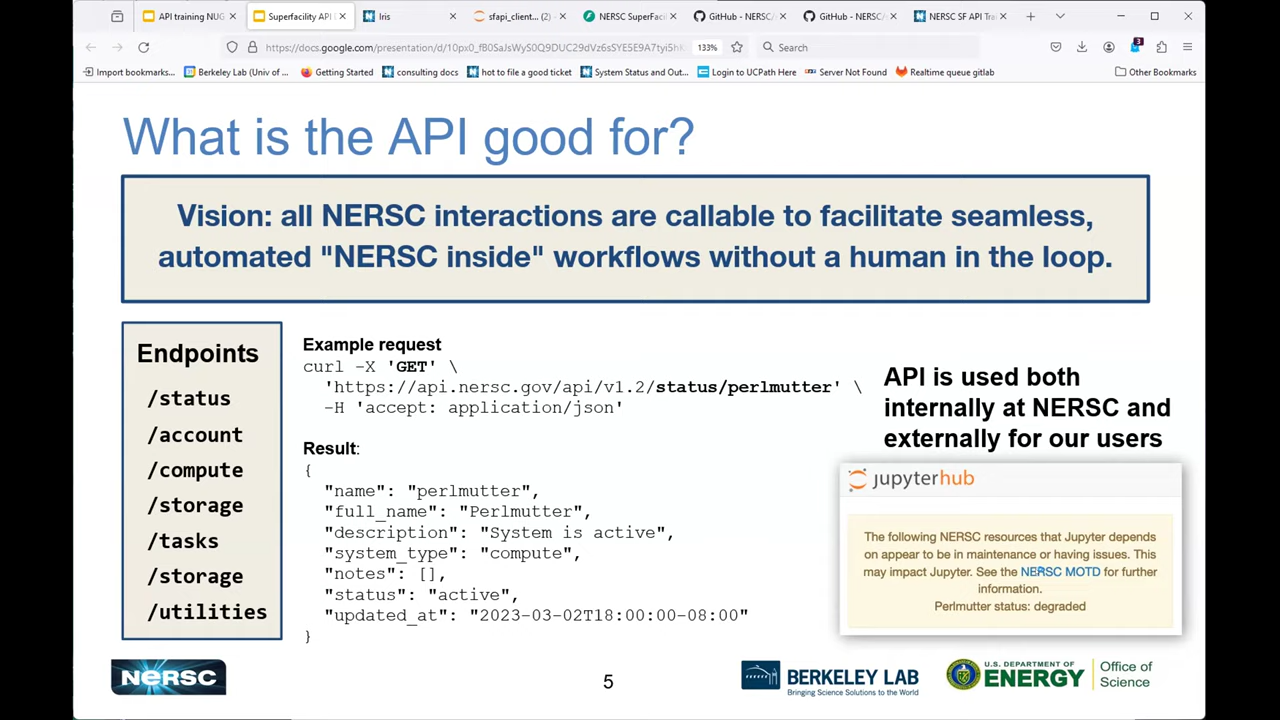 API training NUG
Superfacility API
Iris
sfapi_client... (2) -
NERSC SuperFaci
GitHub - NERSC/
GitHub - NERSC/
NERSC SF API Trai
https://docs.google.com/presentation/d/10px0_fB0SaJsWyS0Q9DUC29dVz6sSYE5E9A7tyi5hK
133%
Search
3
Import bookmarks...
Berkeley Lab (Univ of ...
Getting Started
consulting docs
hot to file a good ticket
System Status and Out...
Login to UCPath Here
Server Not Found
Realtime queue gitlab
Other Bookmarks
What is the API good for?
Vision: all NERSC interactions are callable to facilitate seamless,
automated "NERSC inside" workflows without a human in the loop.
Endpoints
/status
/account
/compute
/storage
/tasks
/storage
/utilities
Example request
curl -X 'GET' \
'https://api.nersc.gov/api/v1.2/status/perlmutter' \
-H 'accept: application/json'
Result:
{
"name": "perlmutter",
"full_name": "Perlmutter",
"description": "System is active",
"system_type": "compute",
"notes": [],
"status": "active",
"updated_at": "2023-03-02T18:00:00-08:00"
}
API is used both
internally at NERSC and
externally for our users
jupyterhub
The following NERSC resources that Jupyter depends
on appear to be in maintenance or having issues. This
may impact Jupyter. See the NERSC MOTD for further
information.
Perlmutter status: degraded
NERSC
5
BERKELEY LAB
Bringing Science Solutions to the World
U.S. DEPARTMENT OF
ENERGY
Office of
Science